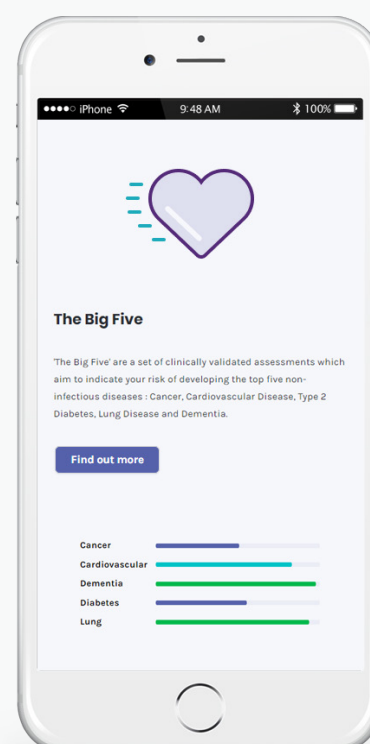 iPhone 9:48 AM 100%
The Big Five
'The Big Five' are a set of clinically validated assessments which
aim to indicate your risk of developing the top five non-
infectious diseases : Cancer, Cardiovascular Disease, Type 2
Diabetes, Lung Disease and Dementia.
Find out more
Cancer
Cardiovascular
Dementia
Diabetes
Lung